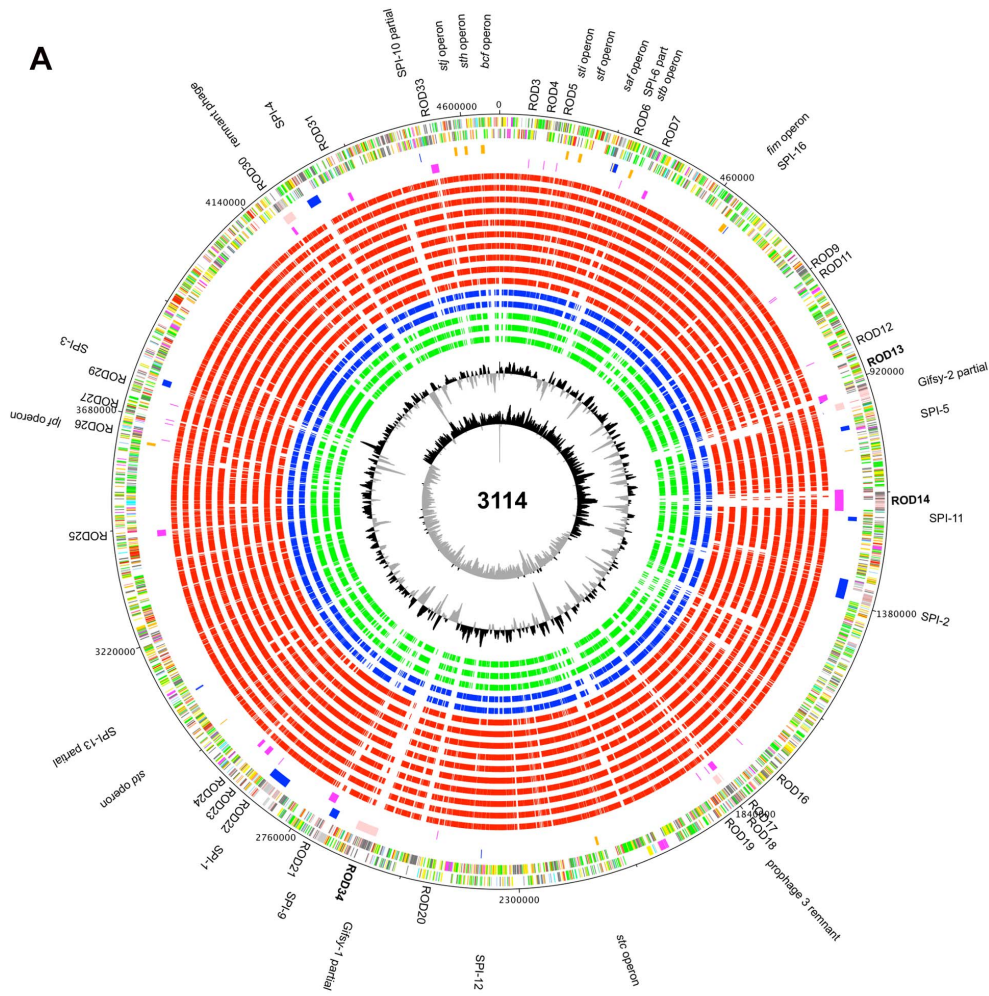 A
0
ROD3
ROD4
ROD5
sti operon
stf operon
saf operon
SPI-6 part
stb operon
ROD6
ROD7
460000
fim operon
SPI-16
ROD9
ROD11
ROD12
ROD13
920000
Gifsy-2 partial
SPI-5
ROD14
SPI-11
1380000
SPI-2
ROD16
ROD17
1840000
ROD18
ROD19
prophage 3 remnant
stc operon
2300000
SPI-12
ROD20
Gifsy-1 partial
ROD34
SPI-9
ROD21
2760000
SPI-1
ROD22
ROD23
ROD24
std operon
SPI-13 partial
3220000
ROD25
lpf operon
ROD26
3680000
ROD27
ROD29
SPI-3
4140000
ROD30
remnant phage
SPI-4
ROD31
SPI-10 partial
ROD33
4600000
stj operon
sth operon
bcf operon
3114